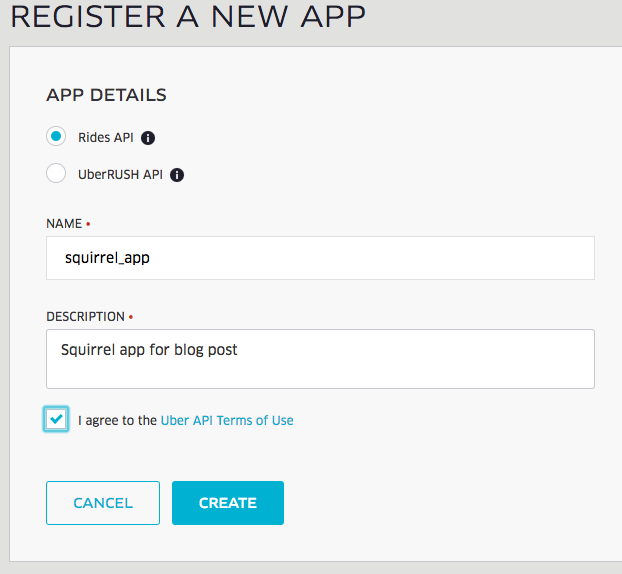 REGISTER A NEW APP
APP DETAILS
Rides API i
UberRUSH API i
NAME •
squirrel_app
DESCRIPTION •
Squirrel app for blog post
I agree to the Uber API Terms of Use
CANCEL CREATE